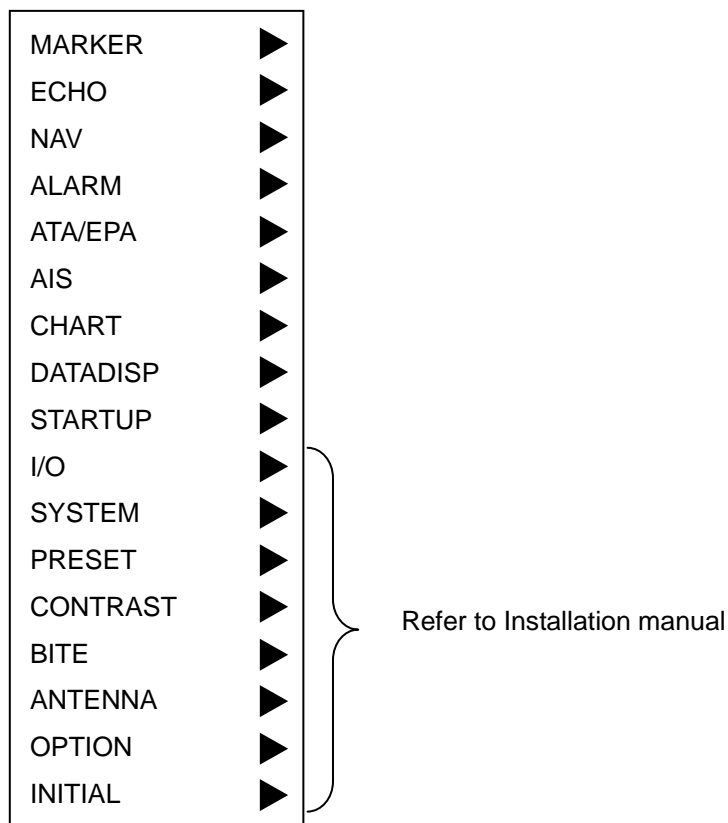 MARKER
ECHO
NAV
ALARM
ATA/EPA
AIS
CHART
DATADISP
STARTUP
I/O
SYSTEM
PRESET
CONTRAST
BITE
ANTENNA
OPTION
INITIAL
Refer to Installation manual